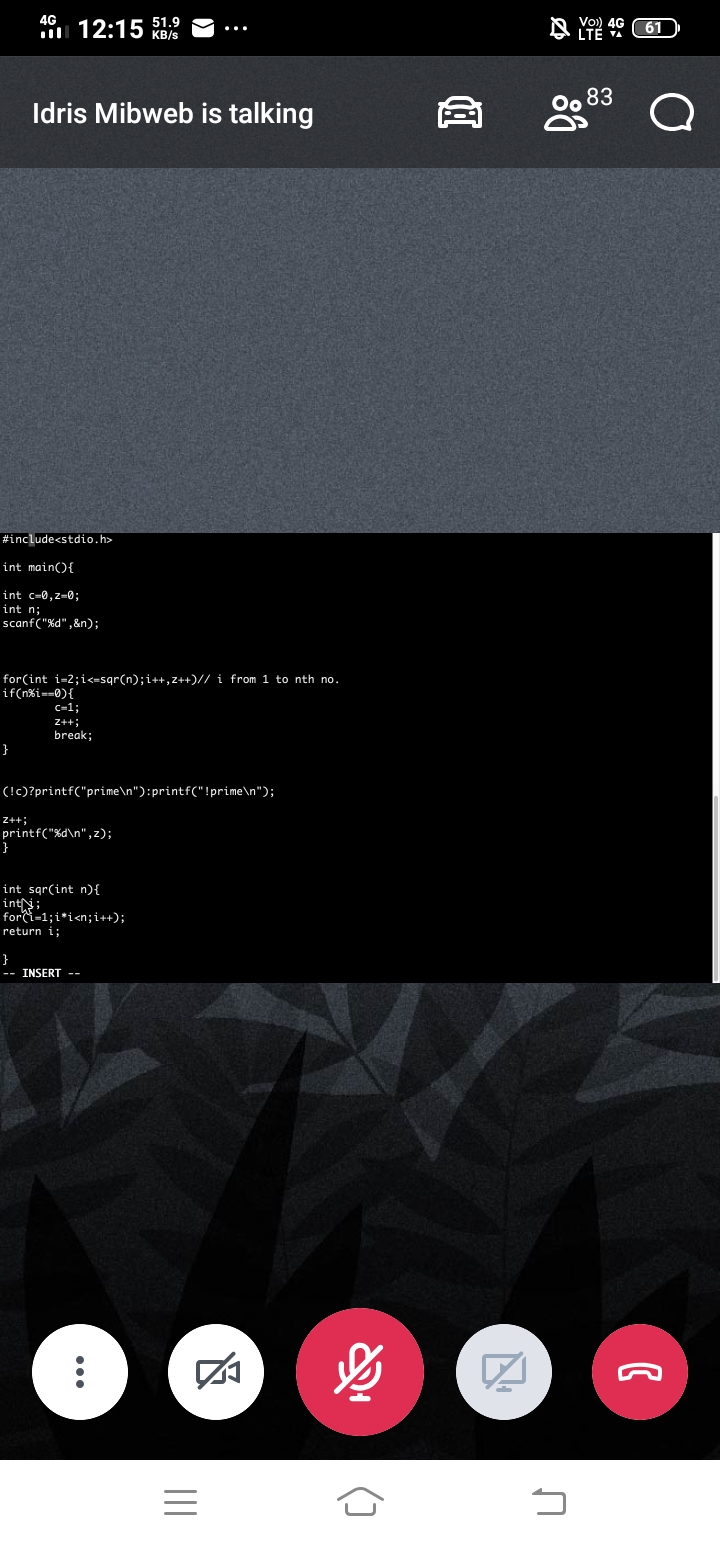 4G 12:15 51.9 KB/s ... Vo)) LTE 4G 61
Idris Mibweb is talking 83
#include<stdio.h>
int main(){
int c=0,z=0;
int n;
scanf("%d",&n);
for(int i=2;i<=sqr(n);i++,z++)// i from 1 to nth no.
if(n%i==0){
c=1;
z++;
break;
}
(!c)?printf("prime\n"):printf("!prime\n");
z++;
printf("%d\n",z);
}
int sqr(int n){
int i;
for(i=1;i*i<n;i++);
return i;
}
-- INSERT --